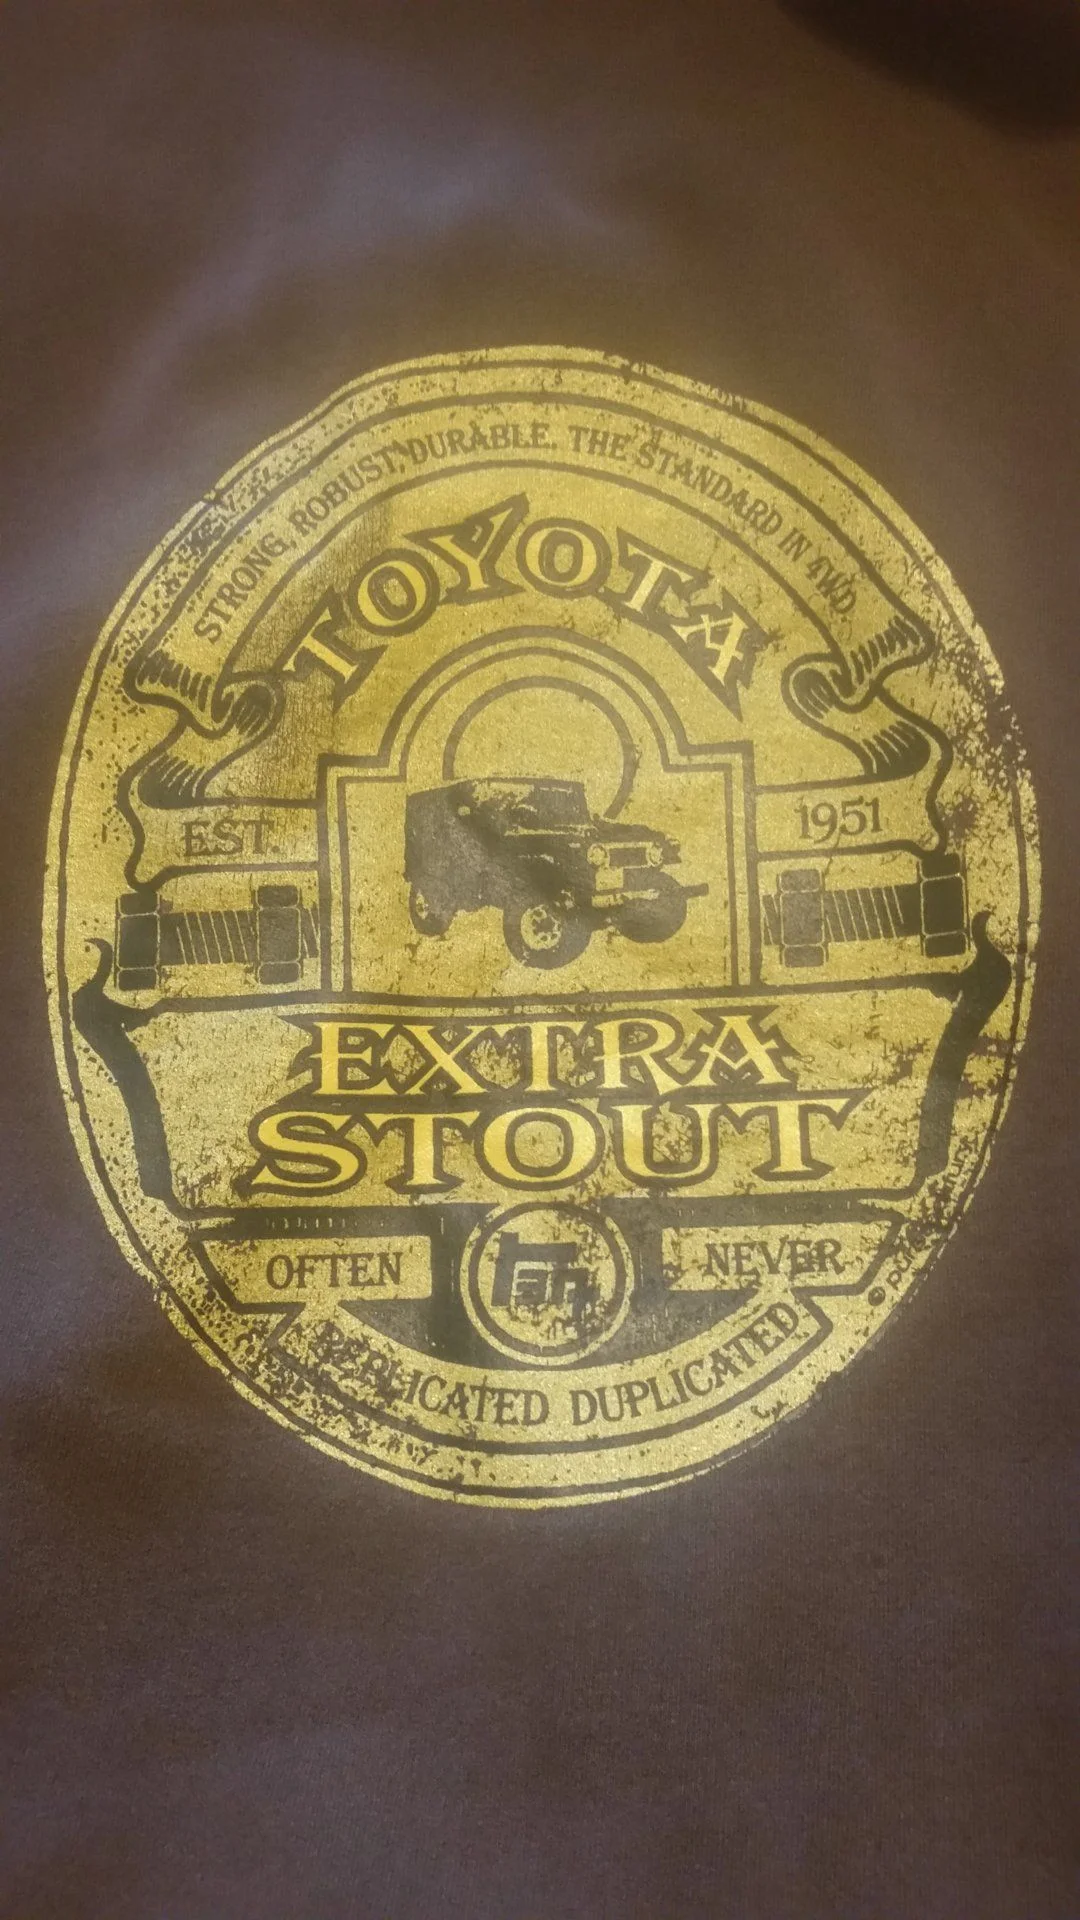 STRONG, ROBUST, DURABLE. THE STANDARD IN 4WD
TOYOTA
EST. 1951
EXTRA
STOUT
OFTEN NEVER
REPLICATED DUPLICATED